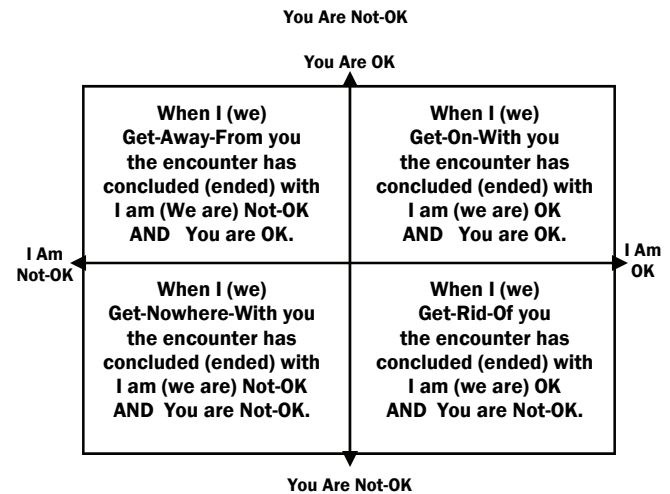 You Are Not-OK
You Are OK
When I (we)
Get-Away-From you
the encounter has
concluded (ended) with
I am (We are) Not-OK
AND You are OK.
When I (we)
Get-On-With you
the encounter has
concluded (ended) with
I am (we are) OK
AND You are OK.
I Am
Not-OK
I Am
OK
When I (we)
Get-Nowhere-With you
the encounter has
concluded (ended) with
I am (we are) Not-OK
AND You are Not-OK.
When I (we)
Get-Rid-Of you
the encounter has
concluded (ended) with
I am (we are) OK
AND You are Not-OK.
You Are Not-OK